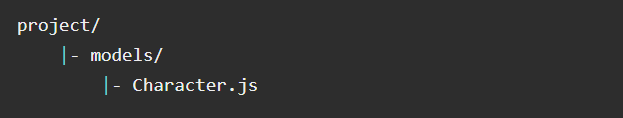 project/
    |- models/
        |- Character.js